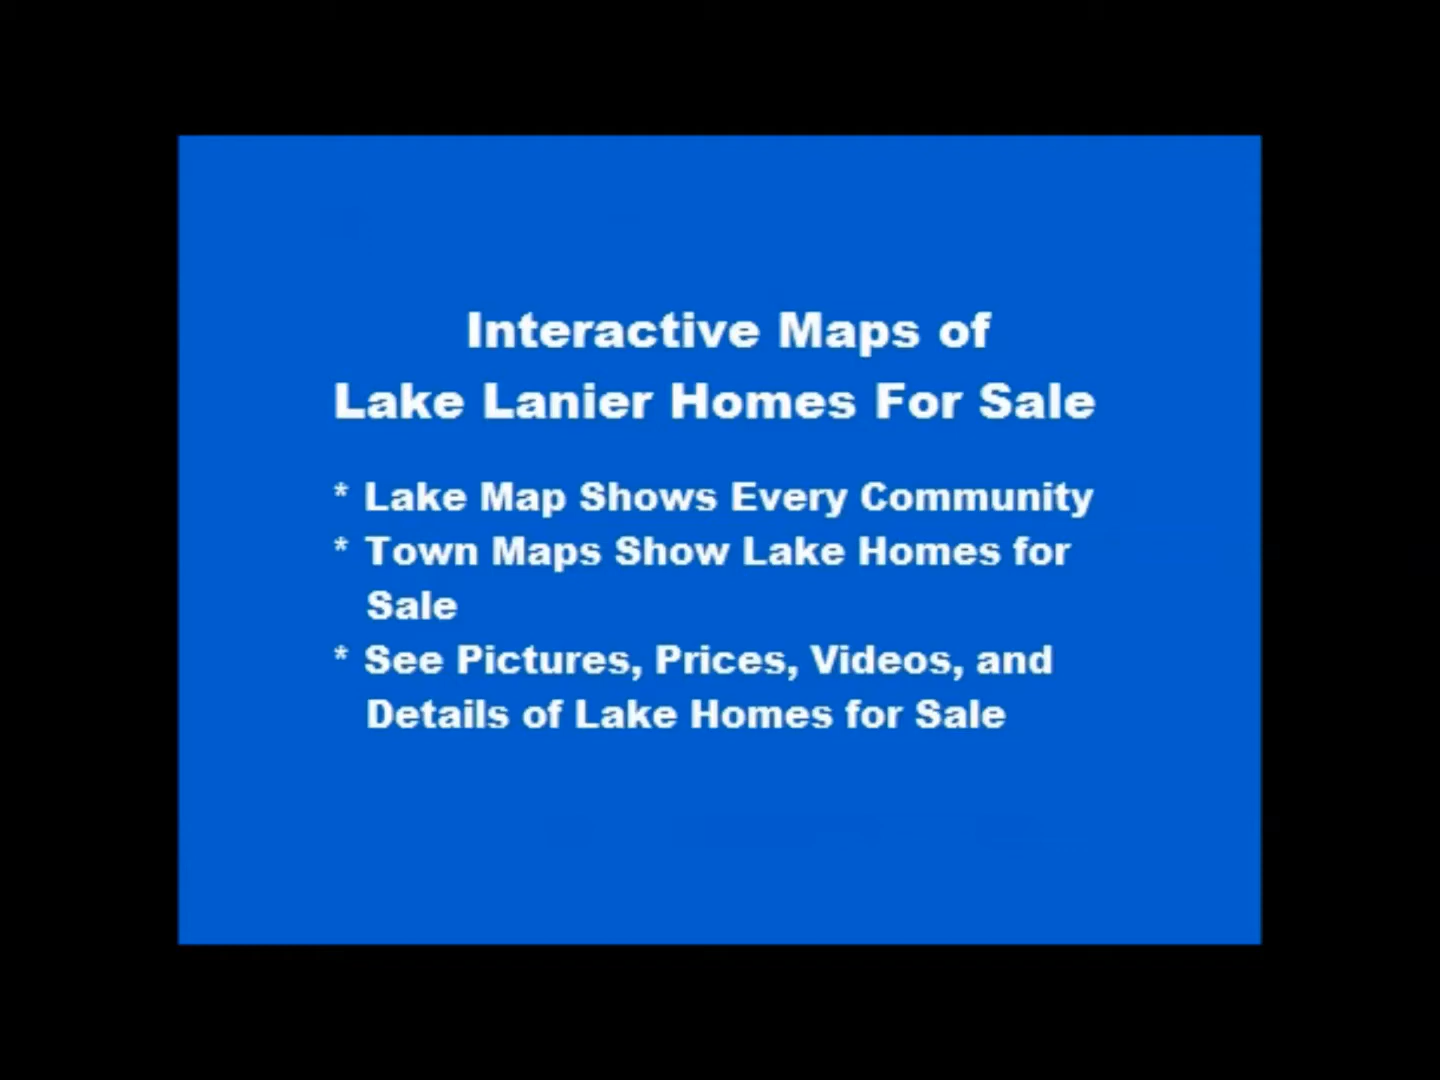 Interactive Maps of
Lake Lanier Homes For Sale
* Lake Map Shows Every Community
* Town Maps Show Lake Homes for
Sale
* See Pictures, Prices, Videos, and
Details of Lake Homes for Sale